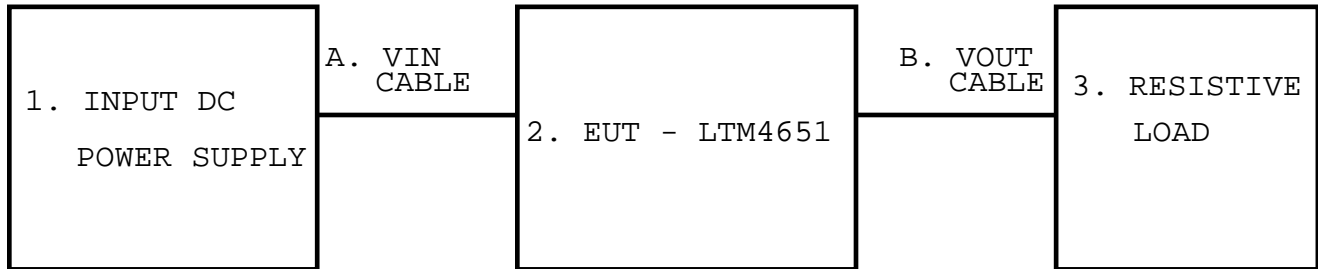 1. INPUT DC
POWER SUPPLY
A. VIN
CABLE
2. EUT - LTM4651
B. VOUT
CABLE
3. RESISTIVE
LOAD